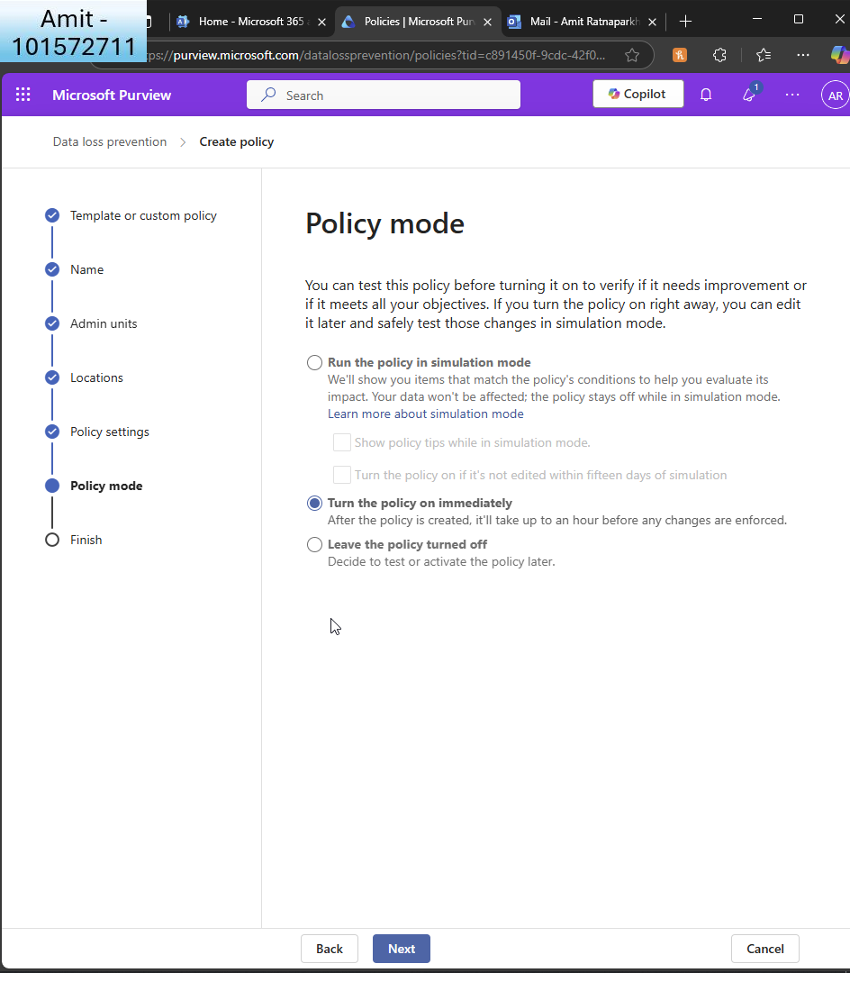 Amit -
101572711
Home - Microsoft 365
Policies | Microsoft Pur
Mail - Amit Ratnaparkh
ps://purview.microsoft.com/datalossprevention/policies?tid=c891450f-9cdc-42f0...
Microsoft Purview
Search
Copilot
1
AR
Data loss prevention > Create policy
Template or custom policy
Name
Admin units
Locations
Policy settings
Policy mode
Finish
Policy mode
You can test this policy before turning it on to verify if it needs improvement or
if it meets all your objectives. If you turn the policy on right away, you can edit
it later and safely test those changes in simulation mode.
Run the policy in simulation mode
We'll show you items that match the policy's conditions to help you evaluate its
impact. Your data won't be affected; the policy stays off while in simulation mode.
Learn more about simulation mode
Show policy tips while in simulation mode.
Turn the policy on if it's not edited within fifteen days of simulation
Turn the policy on immediately
After the policy is created, it'll take up to an hour before any changes are enforced.
Leave the policy turned off
Decide to test or activate the policy later.
Back
Next
Cancel